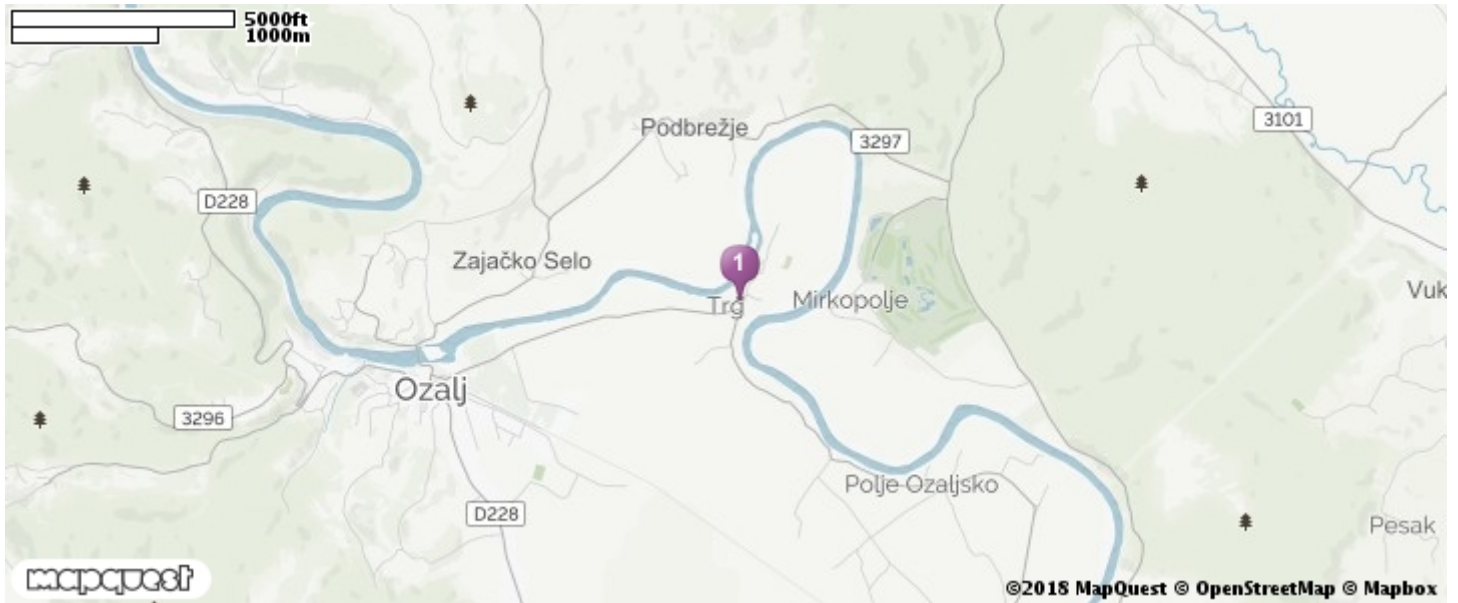 5000ft
1000m
Podbrežje
3297
3101
D228
Zajačko Selo
1
Trg
Mirkopolje
Vuk
Ozalj
3296
Polje Ozaljsko
D228
Pesak
mapquest
©2018 MapQuest © OpenStreetMap © Mapbox